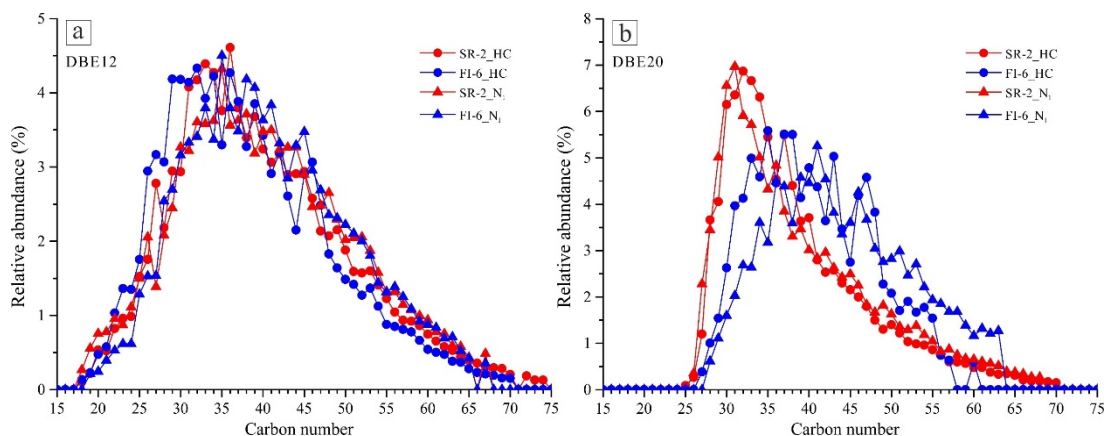 a
DBE12
SR-2_HC
FI-6_HC
SR-2_N₁
FI-6_N₁
Relative abundance (%)
5
4
3
2
1
0
15 20 25 30 35 40 45 50 55 60 65 70 75
Carbon number
b
DBE20
SR-2_HC
FI-6_HC
SR-2_N₁
FI-6_N₁
Relative abundance (%)
8
7
6
5
4
3
2
1
0
15 20 25 30 35 40 45 50 55 60 65 70 75
Carbon number